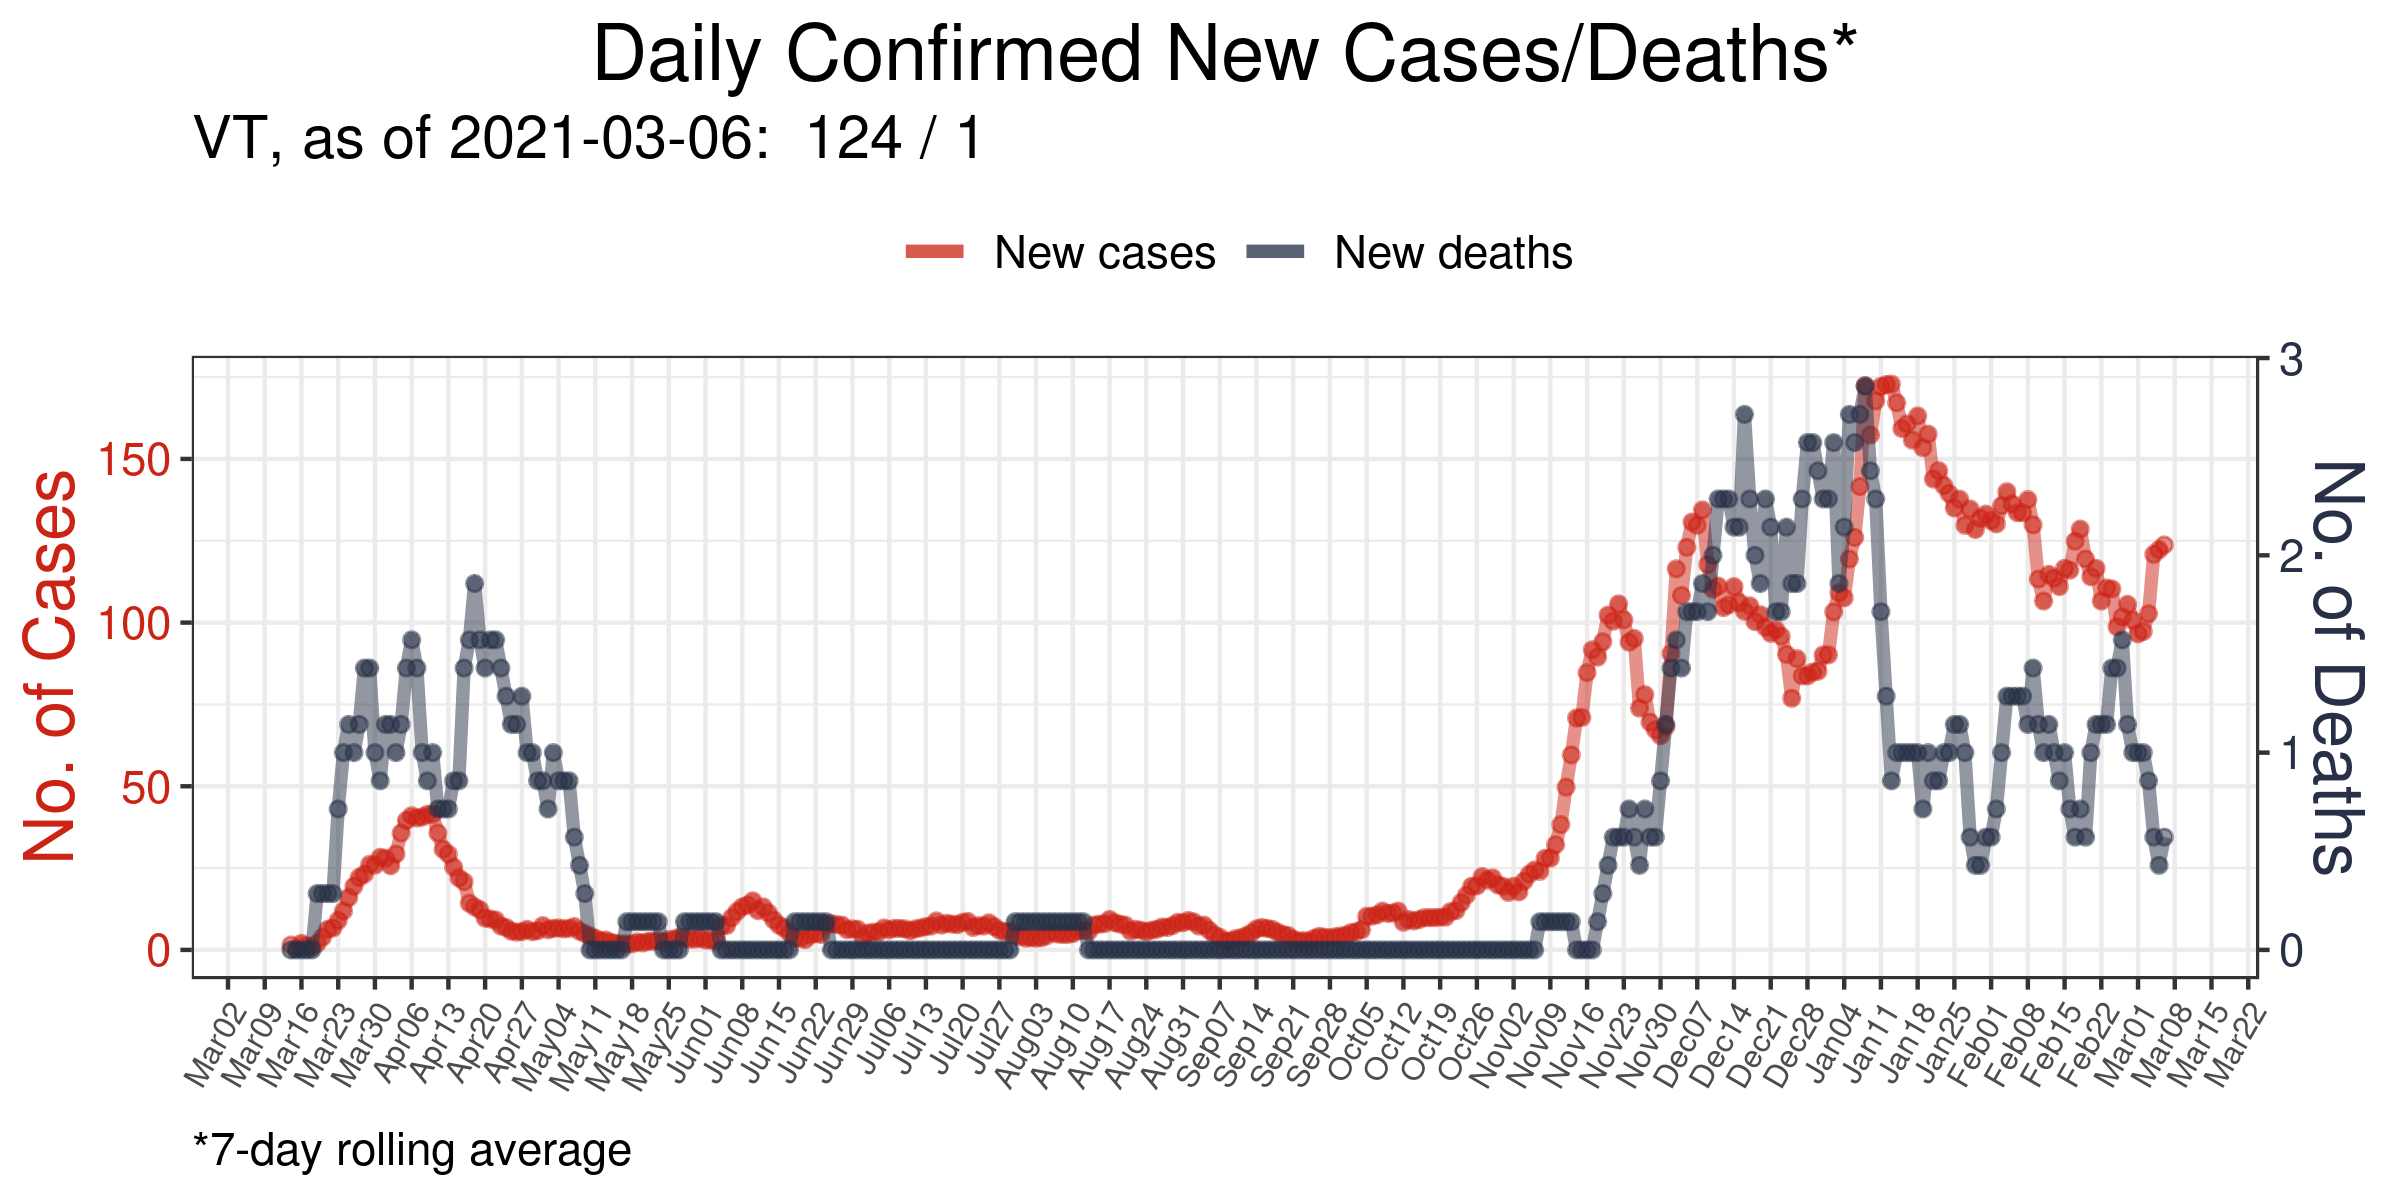 Daily Confirmed New Cases/Deaths*
VT, as of 2021-03-06:  124 / 1
New cases New deaths
No. of Cases
150
100
50
0
3
2
1
0
No. of Deaths
Mar02 Mar09 Mar16 Mar23 Mar30 Apr06 Apr13 Apr20 Apr27 May04 May11 May18 May25 Jun01 Jun08 Jun15 Jun22 Jun29 Jul06 Jul13 Jul20 Jul27 Aug03 Aug10 Aug17 Aug24 Aug31 Sep07 Sep14 Sep21 Sep28 Oct05 Oct12 Oct19 Oct26 Nov02 Nov09 Nov16 Nov23 Nov30 Dec07 Dec14 Dec21 Dec28 Jan04 Jan11 Jan18 Jan25 Feb01 Feb08 Feb15 Feb22 Mar01 Mar08 Mar15 Mar22
*7-day rolling average